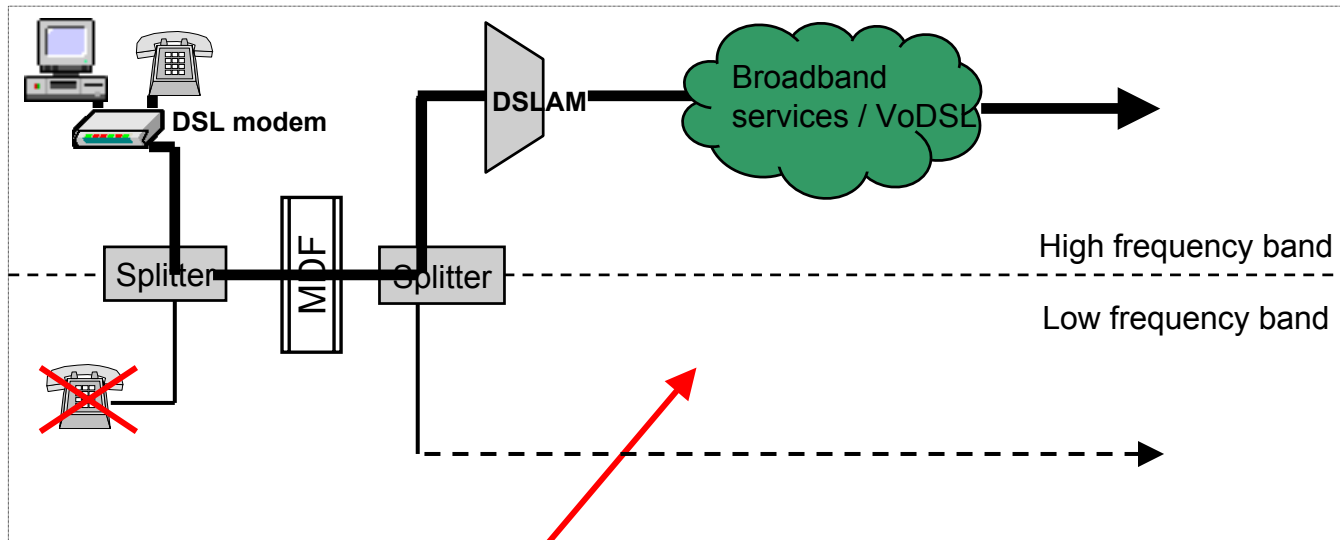 DSL modem
DSLAM
Broadband
services / VoDSL
Splitter
MDF
Splitter
High frequency band
Low frequency band